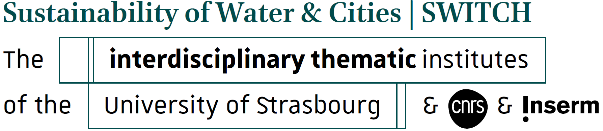 Sustainability of Water & Cities | SWITCH
The interdisciplinary thematic institutes
of the University of Strasbourg & cnrs & Inserm